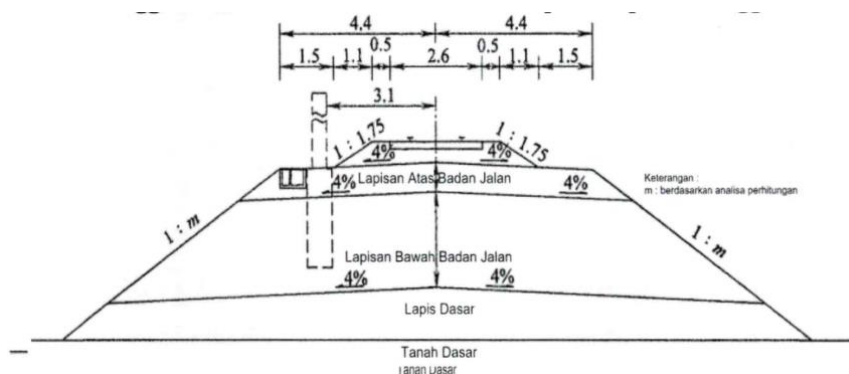 4.4 4.4
1.5 1.1 0.5 2.6 0.5 1.1 1.5
3.1
1 : 1.75 1 : 1.75
4% 4%
Lapisan Atas Badan Jalan
4% 4%
Keterangan :
m : berdasarkan analisa perhitungan
1 : m 1 : m
Lapisan Bawah Badan Jalan
4% 4%
Lapis Dasar
Tanah Dasar
Tanah Dasar